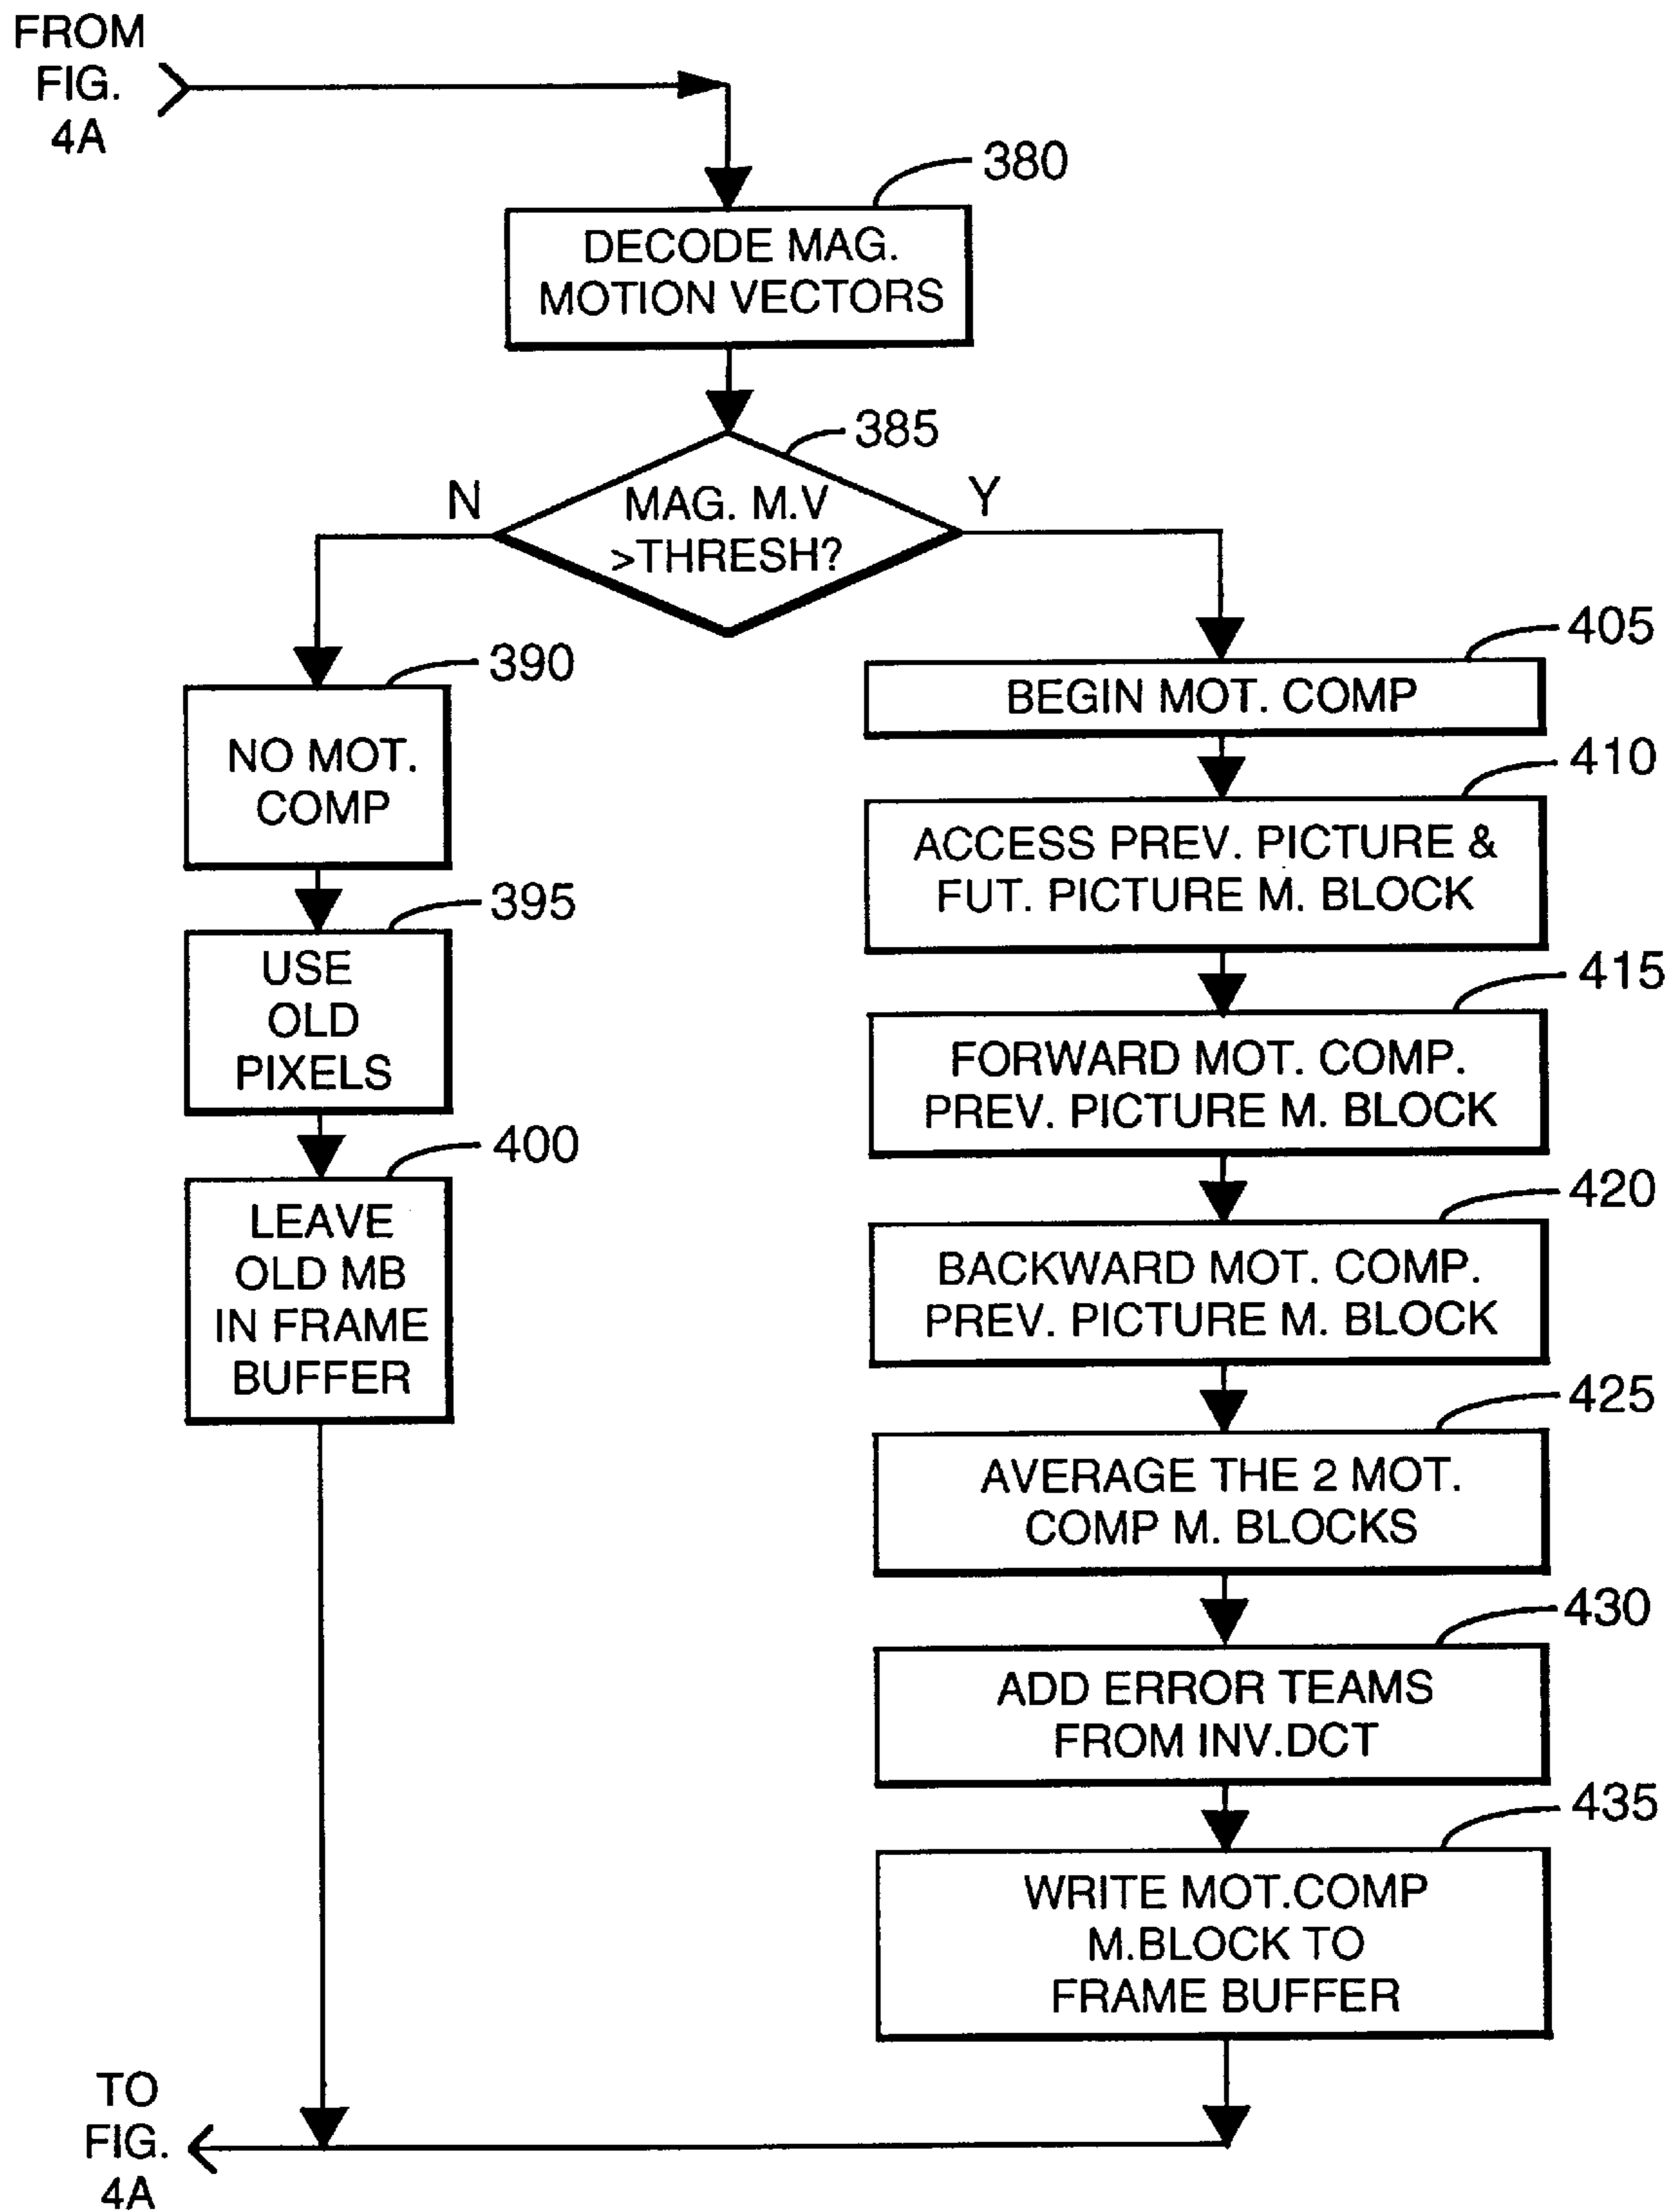 FROM
FIG.
4A
380
DECODE MAG.
MOTION VECTORS
385
N
MAG. M.V
>THRESH?
Y
390
NO MOT.
COMP
395
USE
OLD
PIXELS
400
LEAVE
OLD MB
IN FRAME
BUFFER
405
BEGIN MOT. COMP
410
ACCESS PREV. PICTURE &
FUT. PICTURE M. BLOCK
415
FORWARD MOT. COMP.
PREV. PICTURE M. BLOCK
420
BACKWARD MOT. COMP.
PREV. PICTURE M. BLOCK
425
AVERAGE THE 2 MOT.
COMP M. BLOCKS
430
ADD ERROR TEAMS
FROM INV.DCT
435
WRITE MOT.COMP
M.BLOCK TO
FRAME BUFFER
TO
FIG.
4A